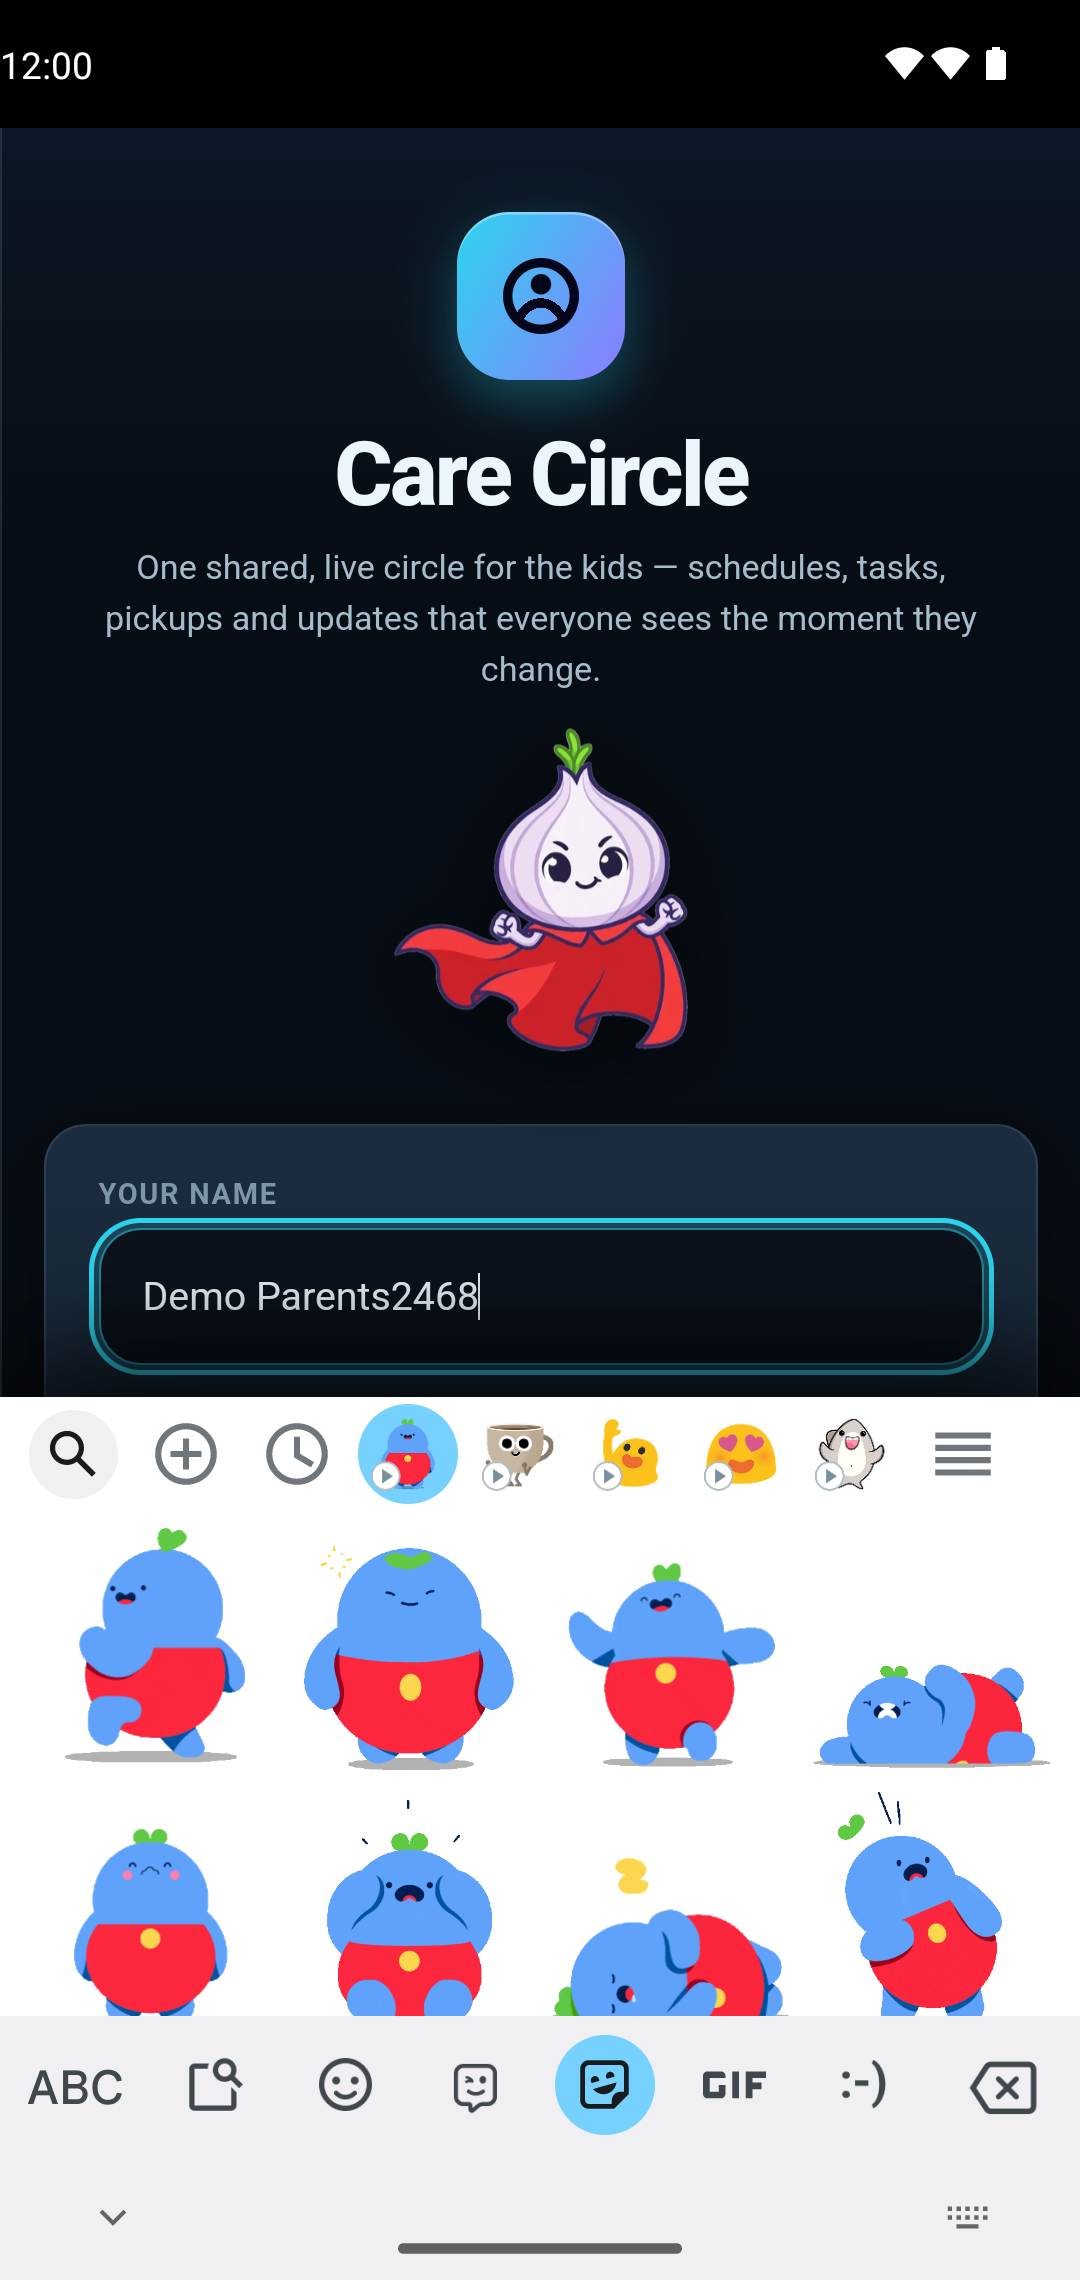 12:00
Care Circle
One shared, live circle for the kids — schedules, tasks,
pickups and updates that everyone sees the moment they
change.
YOUR NAME
Demo Parents2468
ABC
GIF
:-)